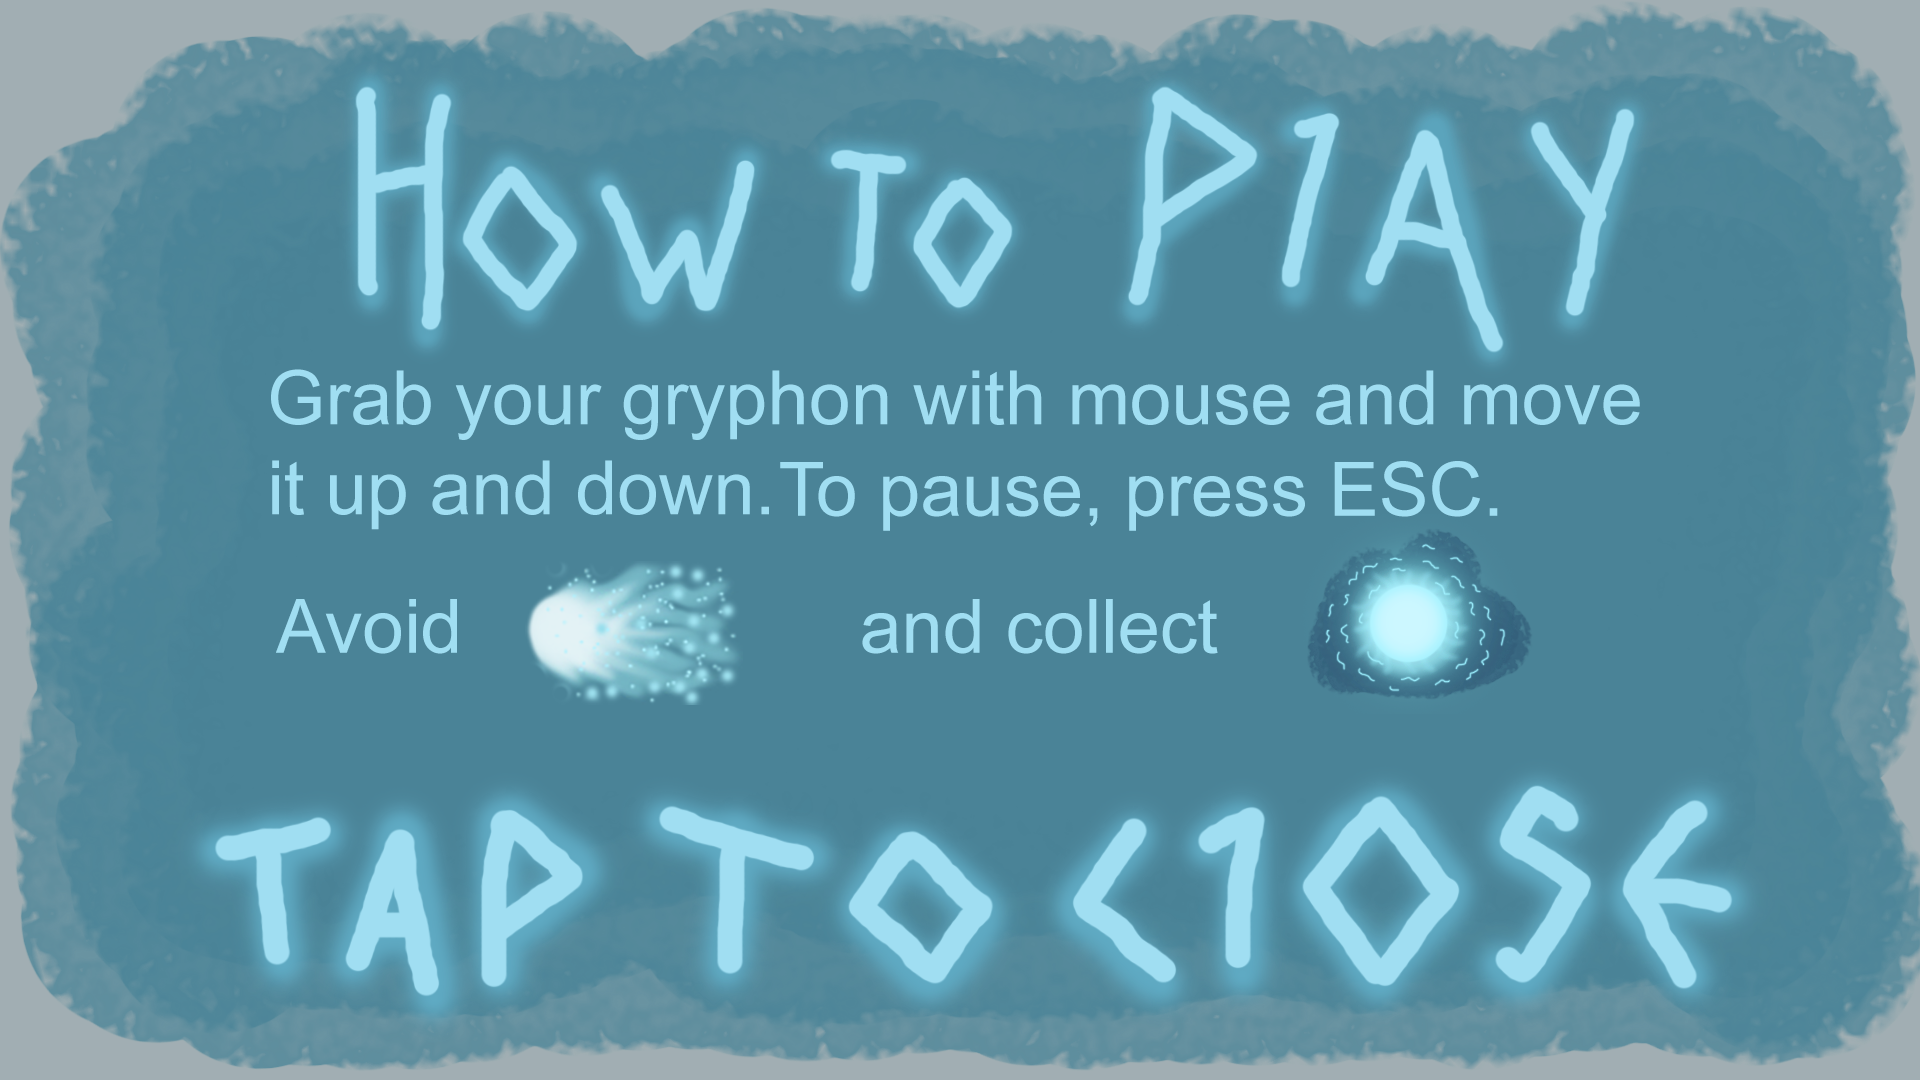 How To PlAY
Grab your gryphon with mouse and move
it up and down.To pause, press ESC.
Avoid and collect
TAP TO ClOSE